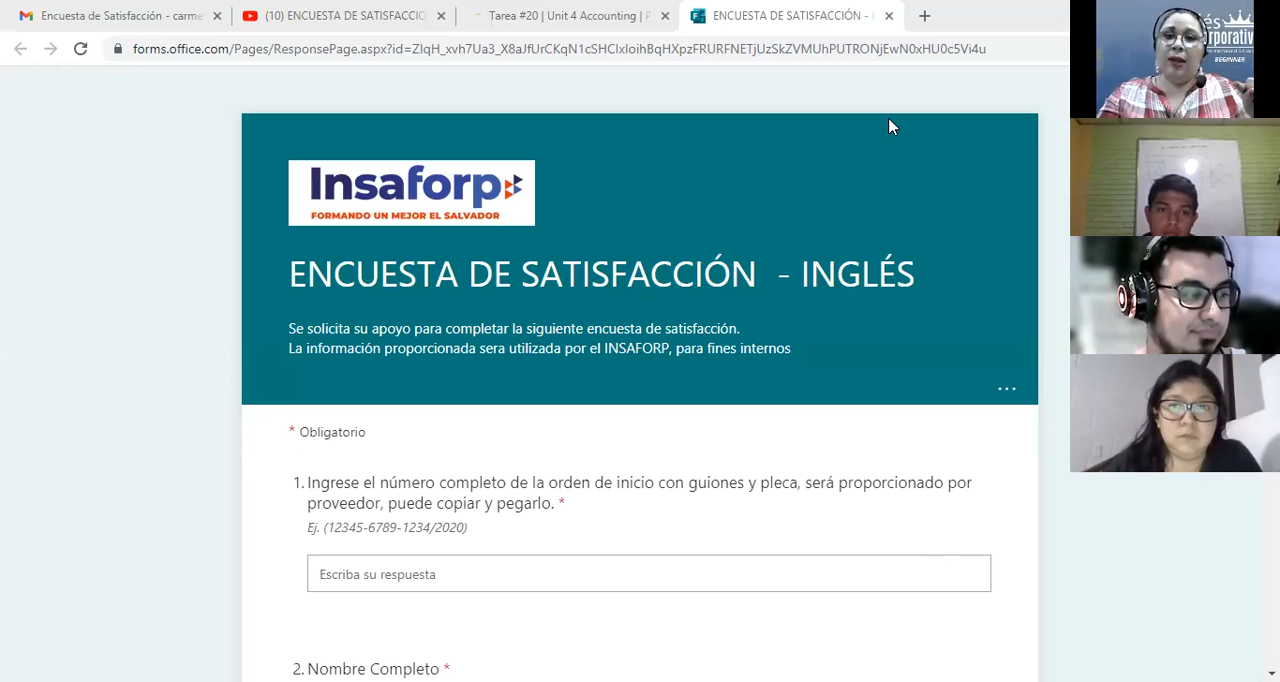 Encuesta de Satisfacción - carme
(10) ENCUESTA DE SATISFACCIO
Tarea #20 | Unit 4 Accounting | P
ENCUESTA DE SATISFACCIÓN -
forms.office.com/Pages/ResponsePage.aspx?id=ZIqH_xvh7Ua3_X8aJfUrCKqN1cSHCIxIoihBqHXpzFRURFNETjUzSkZVMUhPUTRONjEwN0xHU0c5Vi4u
és
orporativ
BEGINNER
Insaforp
FORMANDO UN MEJOR EL SALVADOR
ENCUESTA DE SATISFACCIÓN - INGLÉS
Se solicita su apoyo para completar la siguiente encuesta de satisfacción.
La información proporcionada sera utilizada por el INSAFORP, para fines internos
...
* Obligatorio
1. Ingrese el número completo de la orden de inicio con guiones y pleca, será proporcionado por
proveedor, puede copiar y pegarlo. *
Ej. (12345-6789-1234/2020)
Escriba su respuesta
2. Nombre Completo *